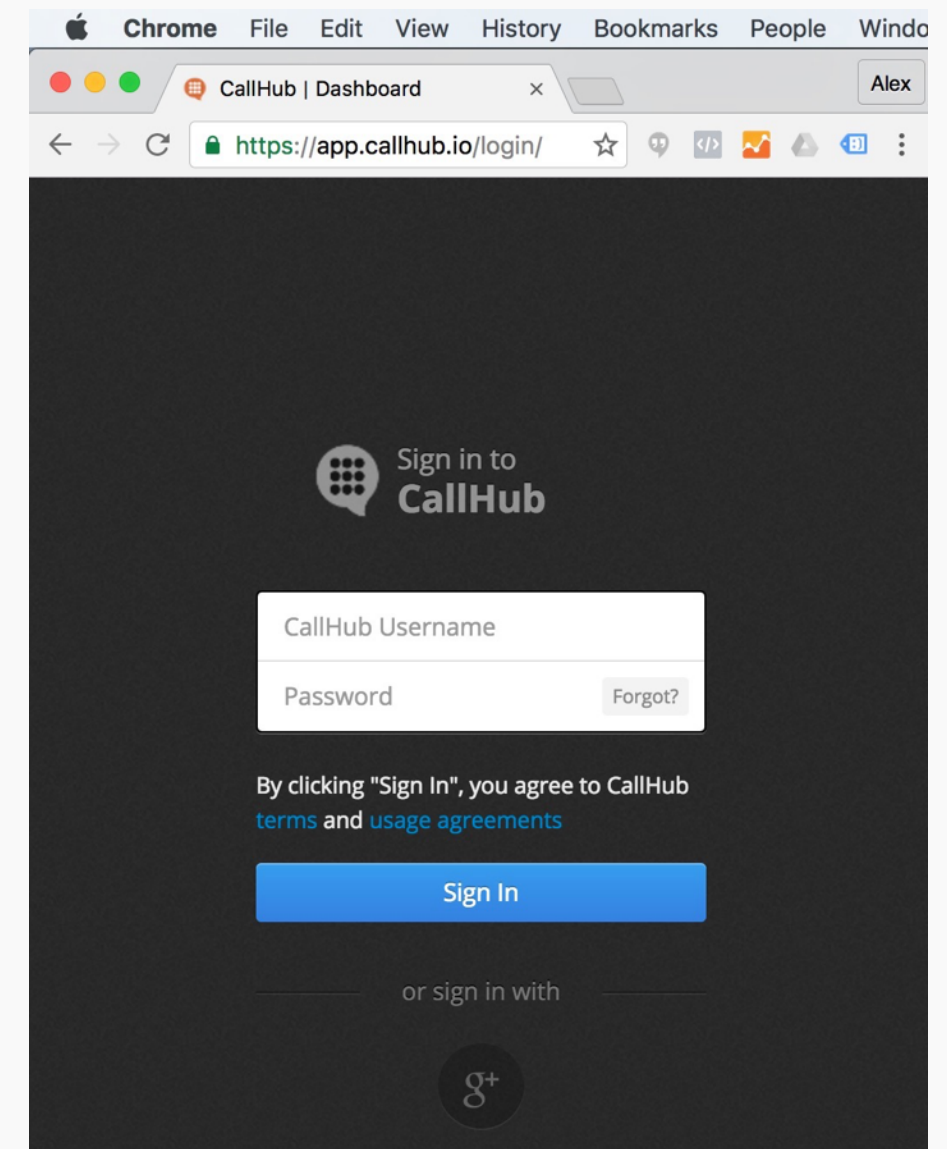 Chrome File Edit View History Bookmarks People Windo
CallHub | Dashboard
Alex
https://app.callhub.io/login/
Sign in to
CallHub
CallHub Username
Password Forgot?
By clicking "Sign In", you agree to CallHub
terms and usage agreements
Sign In
or sign in with
g+